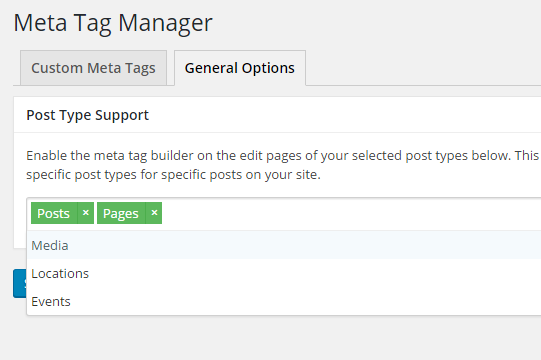 Meta Tag Manager
Custom Meta Tags
General Options
Post Type Support
Enable the meta tag builder on the edit pages of your selected post types below. This
specific post types for specific posts on your site.
Posts × Pages ×
Media
Locations
Events